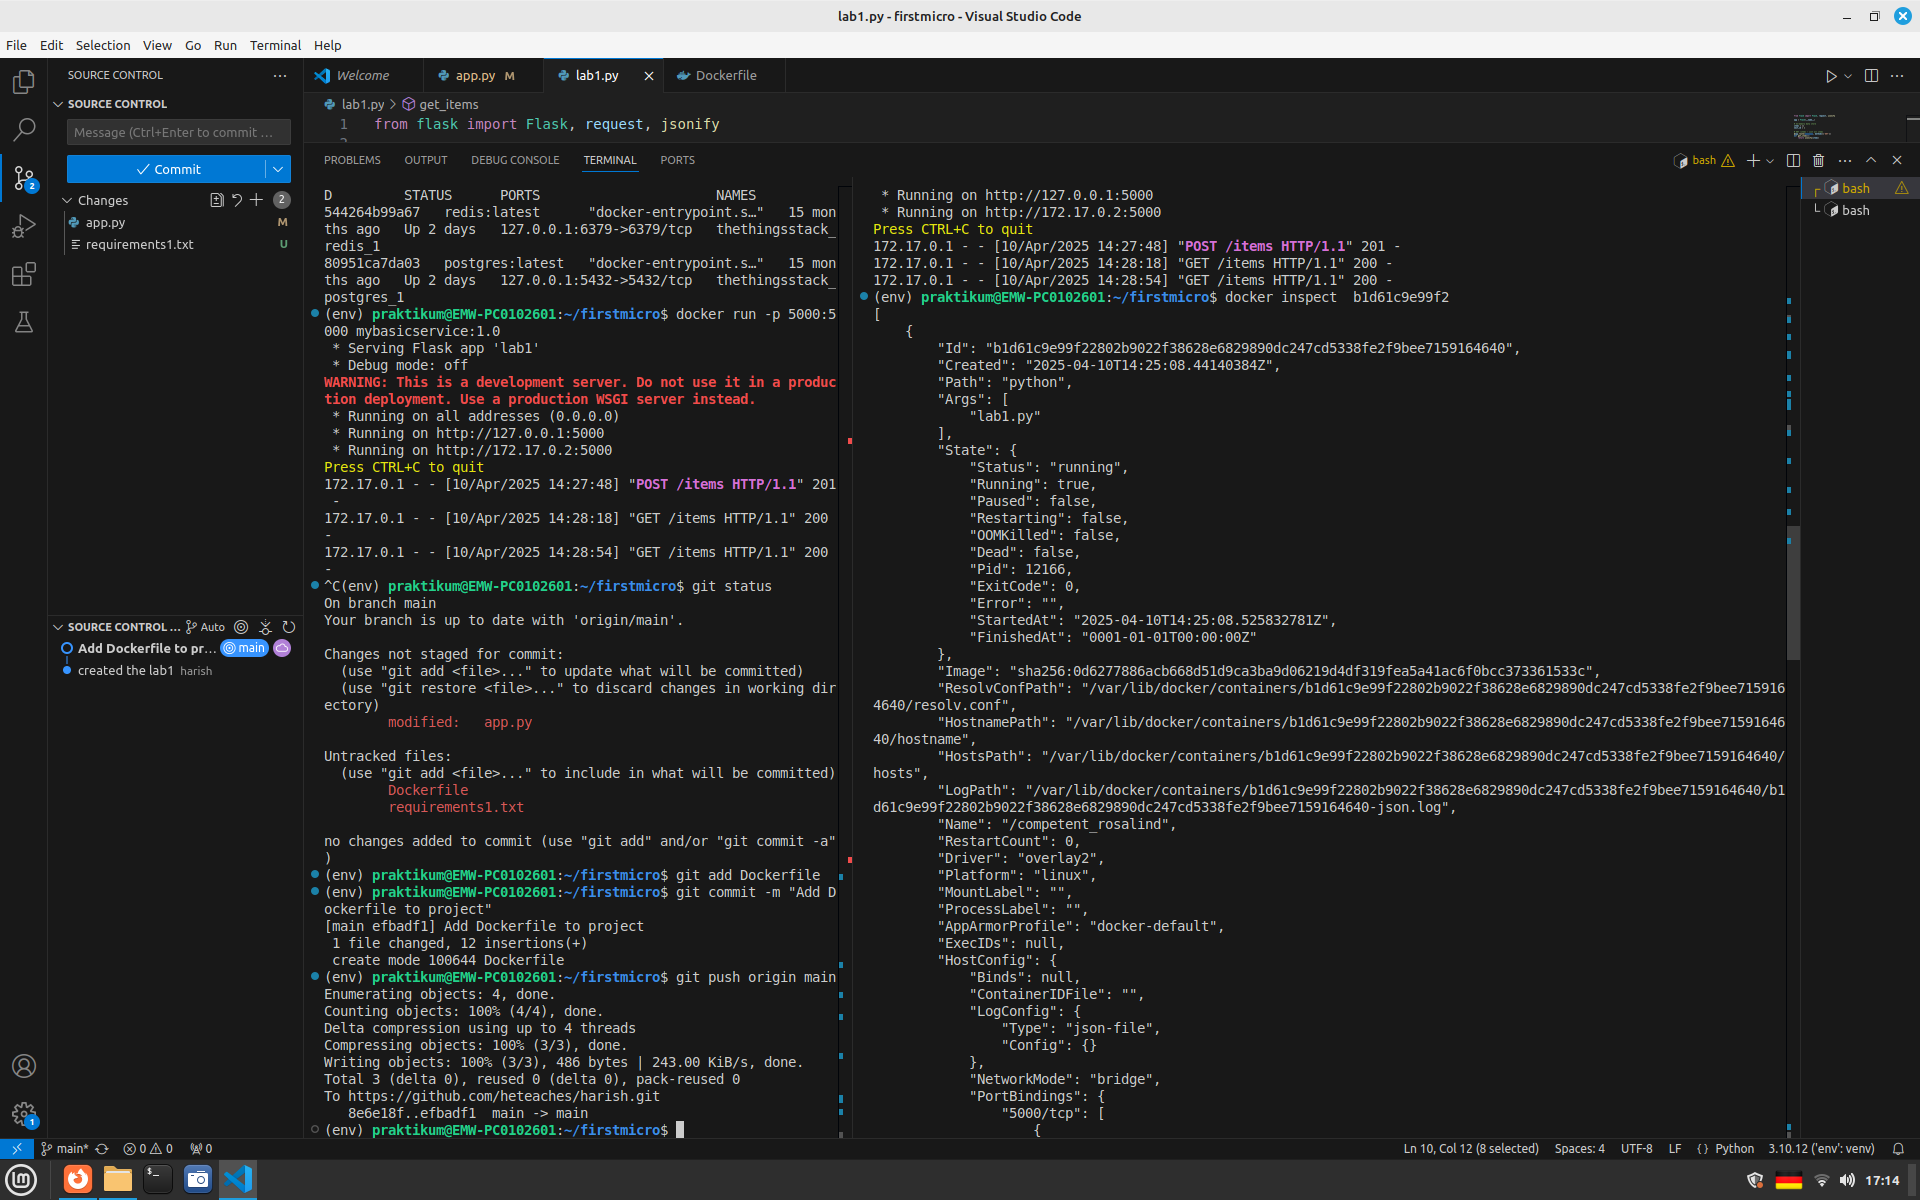 lab1.py - firstmicro - Visual Studio Code
File Edit Selection View Go Run Terminal Help
SOURCE CONTROL
SOURCE CONTROL
Message (Ctrl+Enter to commit ...
Commit
Changes 2
app.py M
requirements1.txt U
SOURCE CONTROL ... Auto
Add Dockerfile to pr... main
created the lab1 harish
Welcome app.py M lab1.py Dockerfile
lab1.py > get_items
1 from flask import Flask, request, jsonify
PROBLEMS OUTPUT DEBUG CONSOLE TERMINAL PORTS
bash
D STATUS PORTS NAMES
544264b99a67 redis:latest "docker-entrypoint.s…" 15 mon
ths ago Up 2 days 127.0.0.1:6379->6379/tcp thethingsstack_
redis_1
80951ca7da03 postgres:latest "docker-entrypoint.s…" 15 mon
ths ago Up 2 days 127.0.0.1:5432->5432/tcp thethingsstack_
postgres_1
(env) praktikum@EMW-PC0102601:~/firstmicro$ docker run -p 5000:5
000 mybasicservice:1.0
* Serving Flask app 'lab1'
* Debug mode: off
WARNING: This is a development server. Do not use it in a produc
tion deployment. Use a production WSGI server instead.
* Running on all addresses (0.0.0.0)
* Running on http://127.0.0.1:5000
* Running on http://172.17.0.2:5000
Press CTRL+C to quit
172.17.0.1 - - [10/Apr/2025 14:27:48] "POST /items HTTP/1.1" 201
-
172.17.0.1 - - [10/Apr/2025 14:28:18] "GET /items HTTP/1.1" 200
-
172.17.0.1 - - [10/Apr/2025 14:28:54] "GET /items HTTP/1.1" 200
-
^C(env) praktikum@EMW-PC0102601:~/firstmicro$ git status
On branch main
Your branch is up to date with 'origin/main'.
Changes not staged for commit:
(use "git add <file>..." to update what will be committed)
(use "git restore <file>..." to discard changes in working dir
ectory)
modified: app.py
Untracked files:
(use "git add <file>..." to include in what will be committed)
Dockerfile
requirements1.txt
no changes added to commit (use "git add" and/or "git commit -a"
)
(env) praktikum@EMW-PC0102601:~/firstmicro$ git add Dockerfile
(env) praktikum@EMW-PC0102601:~/firstmicro$ git commit -m "Add D
ockerfile to project"
[main efbadf1] Add Dockerfile to project
1 file changed, 12 insertions(+)
create mode 100644 Dockerfile
(env) praktikum@EMW-PC0102601:~/firstmicro$ git push origin main
Enumerating objects: 4, done.
Counting objects: 100% (4/4), done.
Delta compression using up to 4 threads
Compressing objects: 100% (3/3), done.
Writing objects: 100% (3/3), 486 bytes | 243.00 KiB/s, done.
Total 3 (delta 0), reused 0 (delta 0), pack-reused 0
To https://github.com/heteaches/harish.git
8e6e18f..efbadf1 main -> main
(env) praktikum@EMW-PC0102601:~/firstmicro$
* Running on http://127.0.0.1:5000
* Running on http://172.17.0.2:5000
Press CTRL+C to quit
172.17.0.1 - - [10/Apr/2025 14:27:48] "POST /items HTTP/1.1" 201 -
172.17.0.1 - - [10/Apr/2025 14:28:18] "GET /items HTTP/1.1" 200 -
172.17.0.1 - - [10/Apr/2025 14:28:54] "GET /items HTTP/1.1" 200 -
(env) praktikum@EMW-PC0102601:~/firstmicro$ docker inspect b1d61c9e99f2
[
{
"Id": "b1d61c9e99f22802b9022f38628e6829890dc247cd5338fe2f9bee7159164640",
"Created": "2025-04-10T14:25:08.44140384Z",
"Path": "python",
"Args": [
"lab1.py"
],
"State": {
"Status": "running",
"Running": true,
"Paused": false,
"Restarting": false,
"OOMKilled": false,
"Dead": false,
"Pid": 12166,
"ExitCode": 0,
"Error": "",
"StartedAt": "2025-04-10T14:25:08.525832781Z",
"FinishedAt": "0001-01-01T00:00:00Z"
},
"Image": "sha256:0d6277886acb668d51d9ca3ba9d06219d4df319fea5a41ac6f0bcc373361533c",
"ResolvConfPath": "/var/lib/docker/containers/b1d61c9e99f22802b9022f38628e6829890dc247cd5338fe2f9bee715916
4640/resolv.conf",
"HostnamePath": "/var/lib/docker/containers/b1d61c9e99f22802b9022f38628e6829890dc247cd5338fe2f9bee71591646
40/hostname",
"HostsPath": "/var/lib/docker/containers/b1d61c9e99f22802b9022f38628e6829890dc247cd5338fe2f9bee7159164640/
hosts",
"LogPath": "/var/lib/docker/containers/b1d61c9e99f22802b9022f38628e6829890dc247cd5338fe2f9bee7159164640/b1
d61c9e99f22802b9022f38628e6829890dc247cd5338fe2f9bee7159164640-json.log",
"Name": "/competent_rosalind",
"RestartCount": 0,
"Driver": "overlay2",
"Platform": "linux",
"MountLabel": "",
"ProcessLabel": "",
"AppArmorProfile": "docker-default",
"ExecIDs": null,
"HostConfig": {
"Binds": null,
"ContainerIDFile": "",
"LogConfig": {
"Type": "json-file",
"Config": {}
},
"NetworkMode": "bridge",
"PortBindings": {
"5000/tcp": [
{
bash
bash
2
1
main* 0 0 0
Ln 10, Col 12 (8 selected) Spaces: 4 UTF-8 LF {} Python 3.10.12 ('env': venv)
17:14